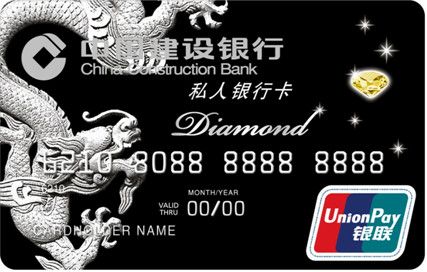 中国建设银行
China Construction Bank
私人银行卡
Diamond
6210 8088 8888 8888
6210
MONTH/YEAR
VALID THRU 00/00
CARDHOLDER NAME
UnionPay
银联